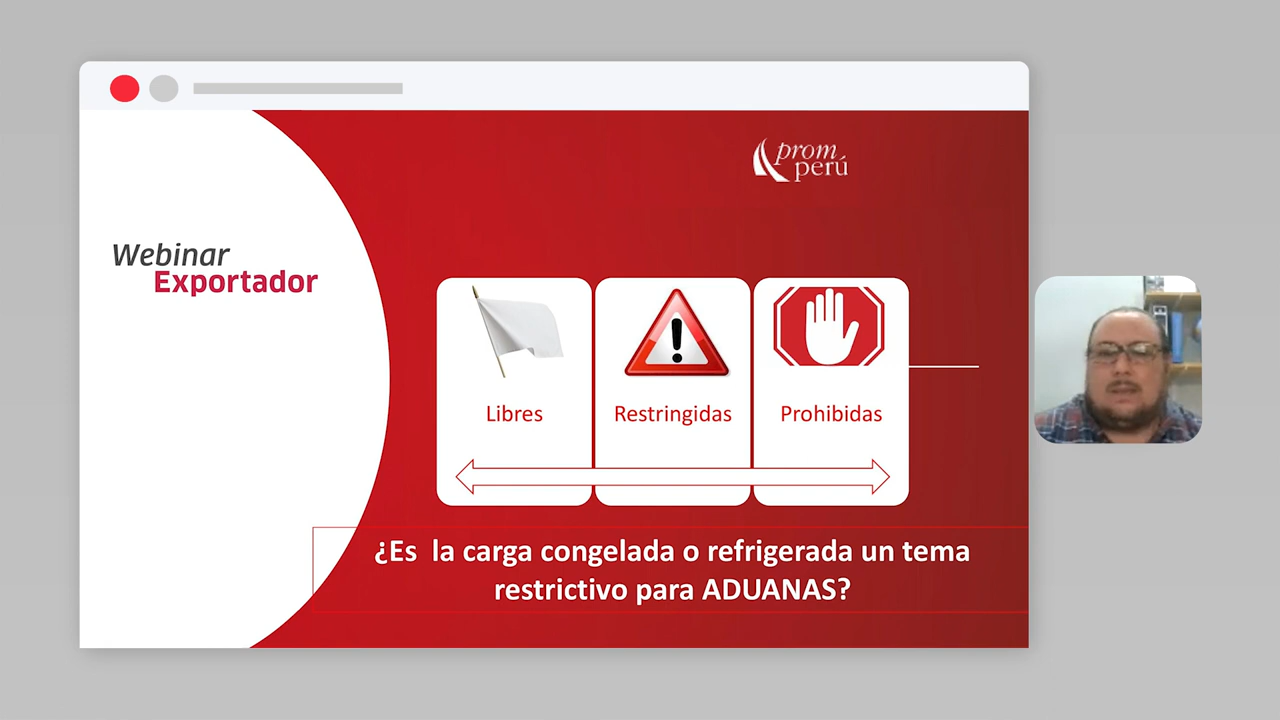 prom
perú
Webinar
Exportador
Libres
Restringidas
Prohibidas
¿Es la carga congelada o refrigerada un tema
restrictivo para ADUANAS?